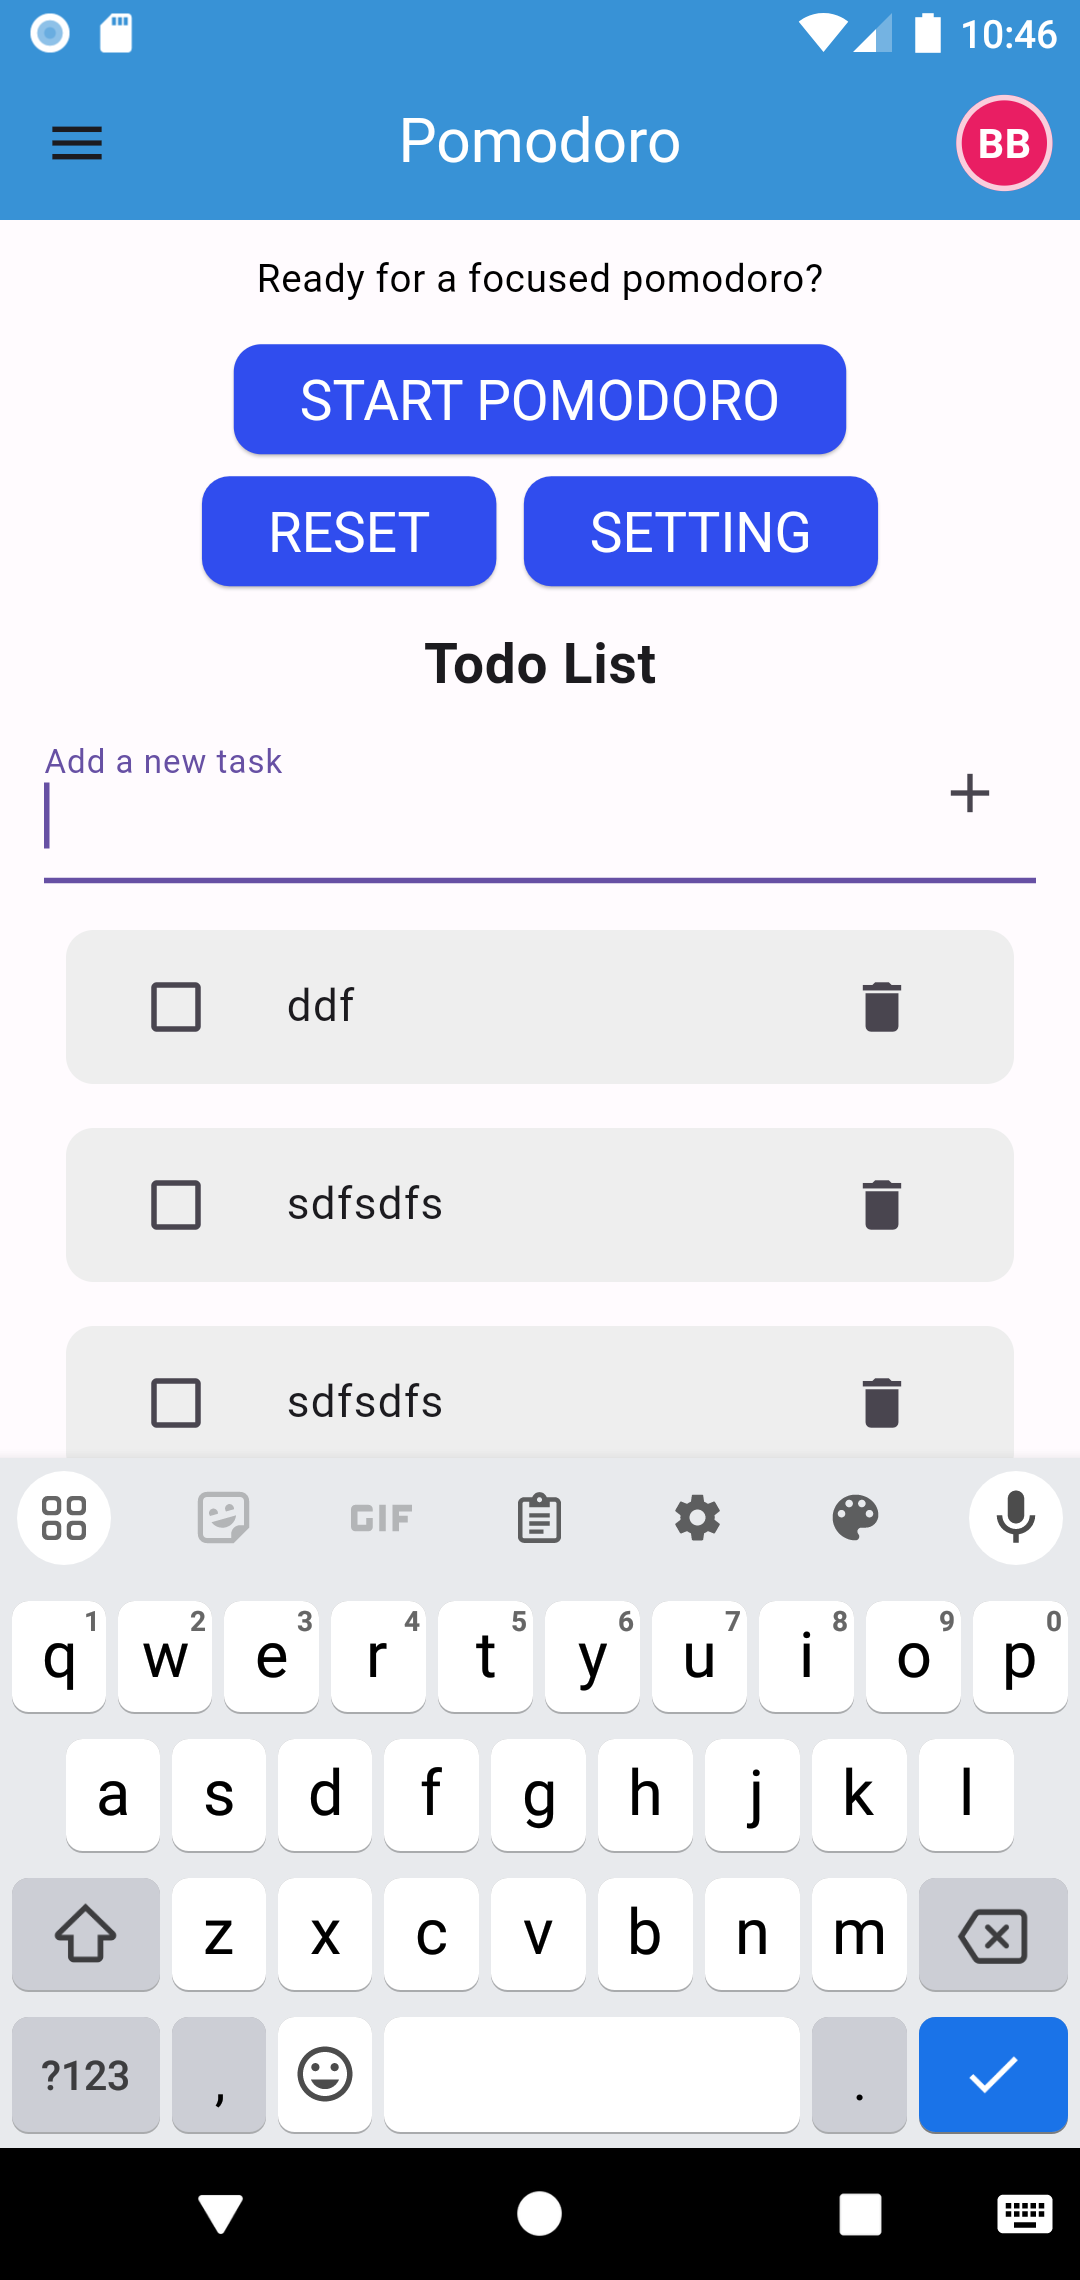 10:46
Pomodoro
BB
Ready for a focused pomodoro?
START POMODORO
RESET SETTING
Todo List
Add a new task
ddf
sdfsdfs
sdfsdfs
GIF
q 1 w 2 e 3 r 4 t 5 y 6 u 7 i 8 o 9 p 0
a s d f g h j k l
z x c v b n m
?123 , .